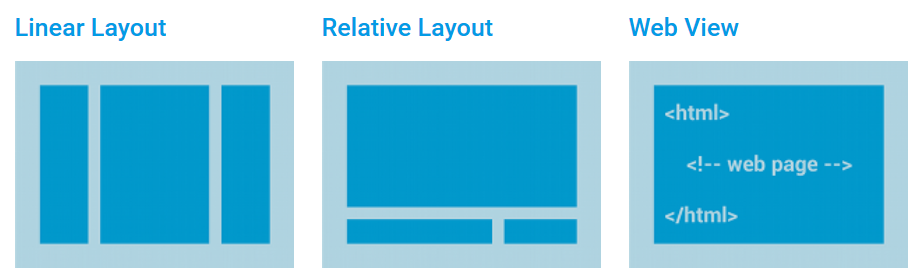 Linear Layout
Relative Layout
Web View
<html>
<!-- web page -->
</html>